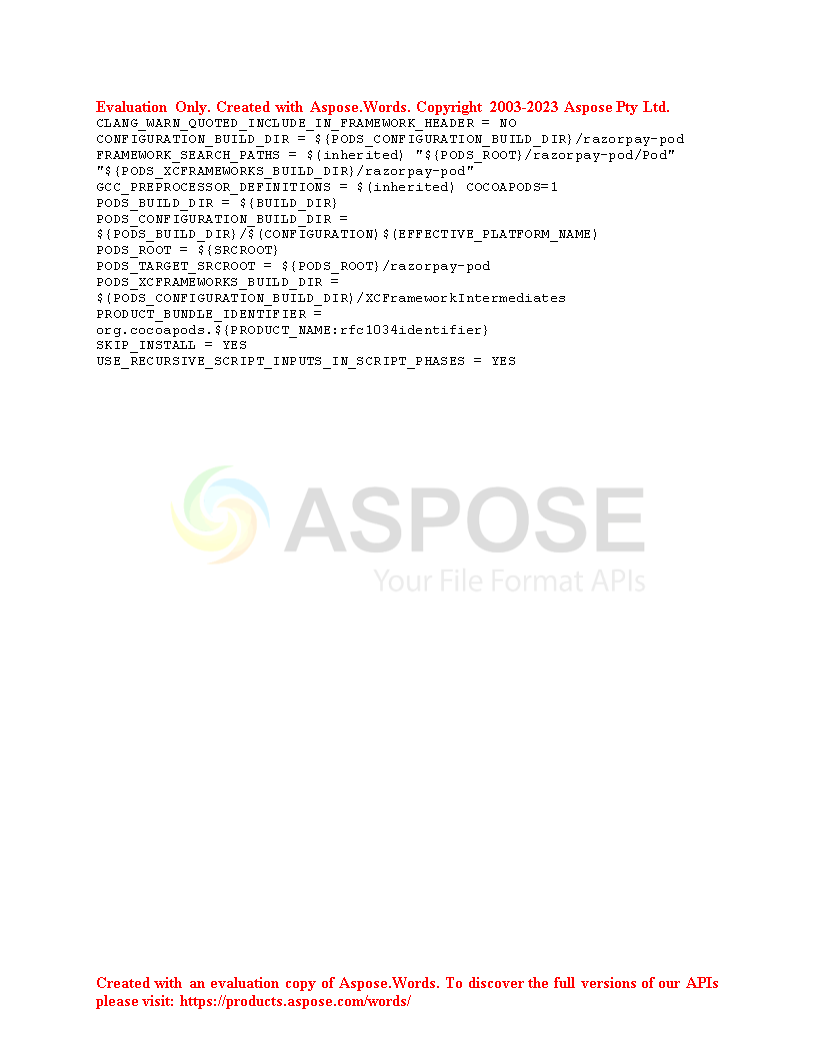 Evaluation Only. Created with Aspose.Words. Copyright 2003-2023 Aspose Pty Ltd.
CLANG_WARN_QUOTED_INCLUDE_IN_FRAMEWORK_HEADER = NO
CONFIGURATION_BUILD_DIR = ${PODS_CONFIGURATION_BUILD_DIR}/razorpay-pod
FRAMEWORK_SEARCH_PATHS = $(inherited) "${PODS_ROOT}/razorpay-pod/Pod"
"${PODS_XCFRAMEWORKS_BUILD_DIR}/razorpay-pod"
GCC_PREPROCESSOR_DEFINITIONS = $(inherited) COCOAPODS=1
PODS_BUILD_DIR = ${BUILD_DIR}
PODS_CONFIGURATION_BUILD_DIR =
${PODS_BUILD_DIR}/$(CONFIGURATION)$(EFFECTIVE_PLATFORM_NAME)
PODS_ROOT = ${SRCROOT}
PODS_TARGET_SRCROOT = ${PODS_ROOT}/razorpay-pod
PODS_XCFRAMEWORKS_BUILD_DIR =
$(PODS_CONFIGURATION_BUILD_DIR)/XCFrameworkIntermediates
PRODUCT_BUNDLE_IDENTIFIER =
org.cocoapods.${PRODUCT_NAME:rfc1034identifier}
SKIP_INSTALL = YES
USE_RECURSIVE_SCRIPT_INPUTS_IN_SCRIPT_PHASES = YES
ASPOSE
Your File Format APIs
Created with an evaluation copy of Aspose.Words. To discover the full versions of our APIs
please visit: https://products.aspose.com/words/